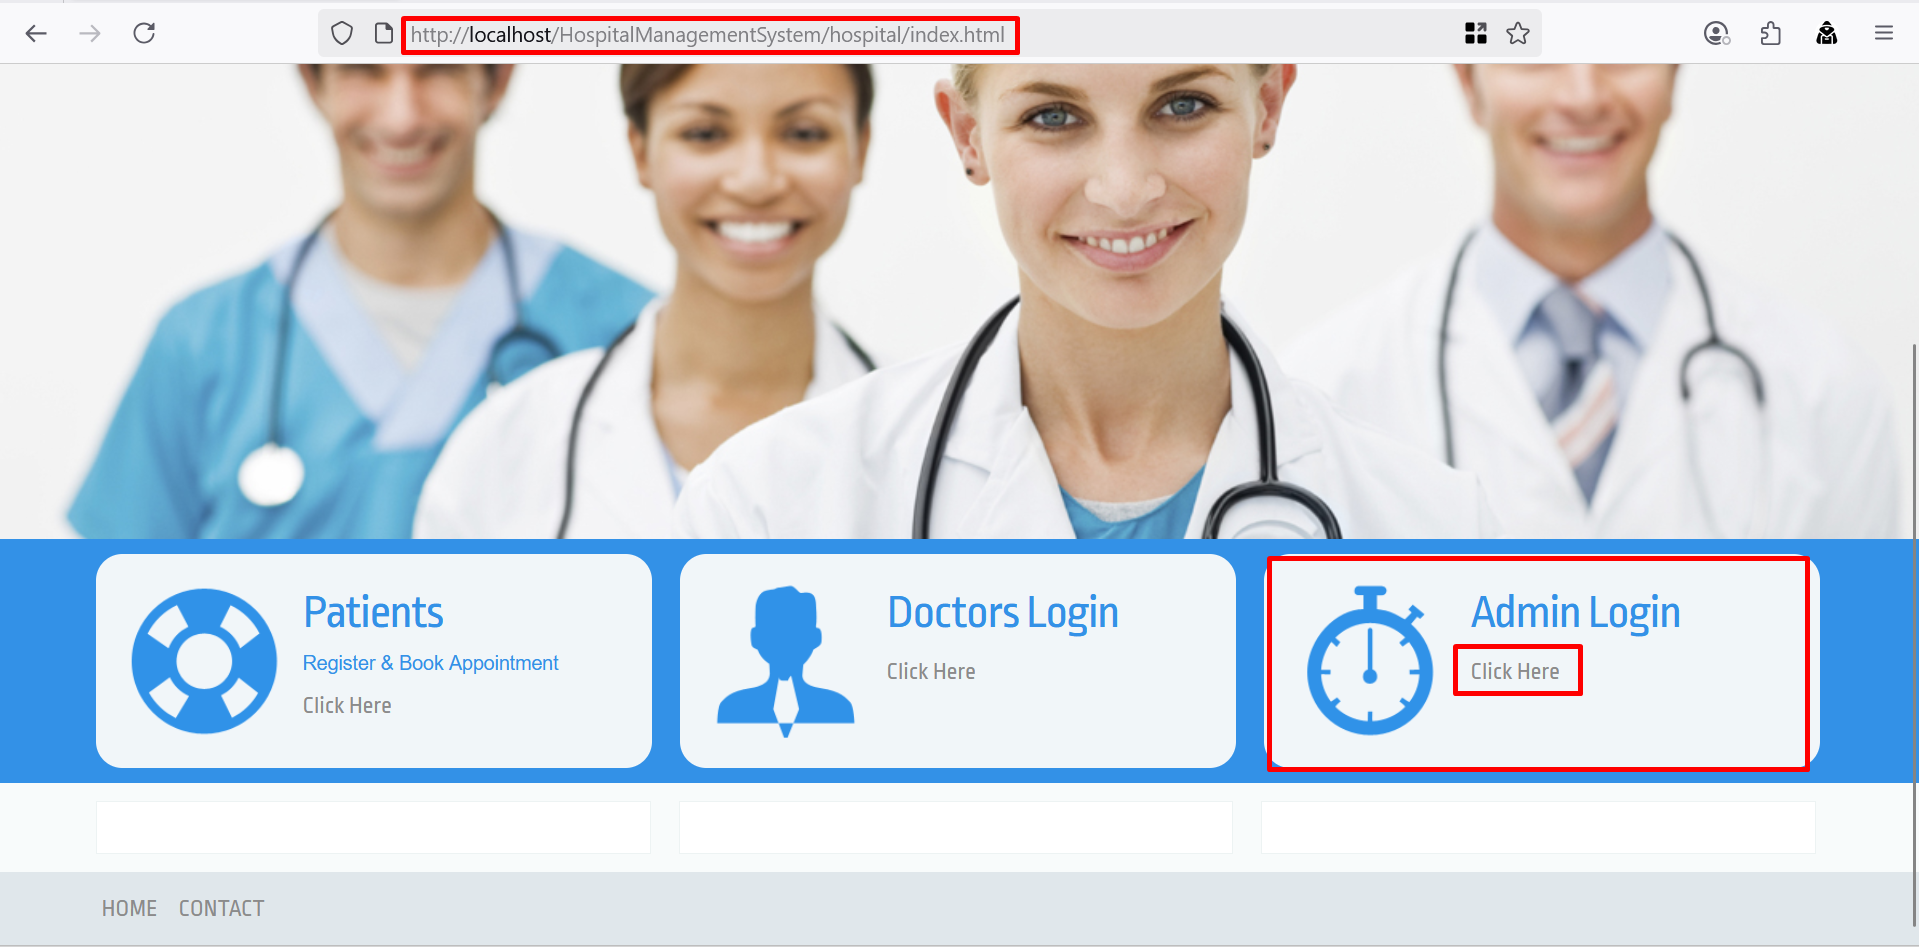 http://localhost/HospitalManagementSystem/hospital/index.html
Patients
Register & Book Appointment
Click Here
Doctors Login
Click Here
Admin Login
Click Here
HOME CONTACT